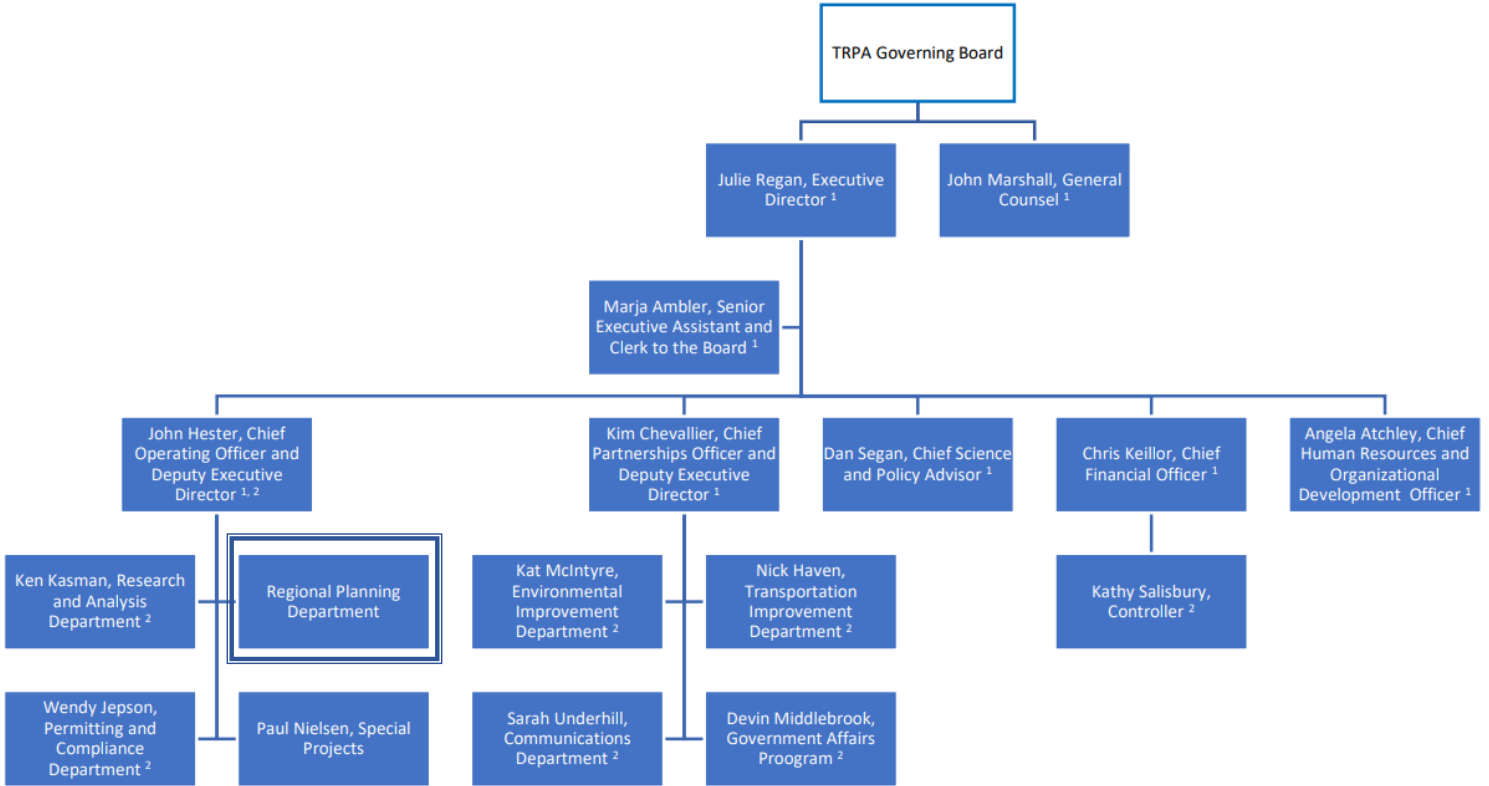 TRPA Governing Board
Julie Regan, Executive
Director ¹
John Marshall, General
Counsel ¹
Marja Ambler, Senior
Executive Assistant and
Clerk to the Board ¹
John Hester, Chief
Operating Officer and
Deputy Executive
Director ¹˒ ²
Kim Chevallier, Chief
Partnerships Officer and
Deputy Executive
Director ¹
Dan Segan, Chief Science
and Policy Advisor ¹
Chris Keillor, Chief
Financial Officer ¹
Angela Atchley, Chief
Human Resources and
Organizational
Development Officer ¹
Ken Kasman, Research
and Analysis
Department ²
Regional Planning
Department
Kat McIntyre,
Environmental
Improvement
Department ²
Nick Haven,
Transportation
Improvement
Department ²
Kathy Salisbury,
Controller ²
Wendy Jepson,
Permitting and
Compliance
Department ²
Paul Nielsen, Special
Projects
Sarah Underhill,
Communications
Department ²
Devin Middlebrook,
Government Affairs
Proogram ²